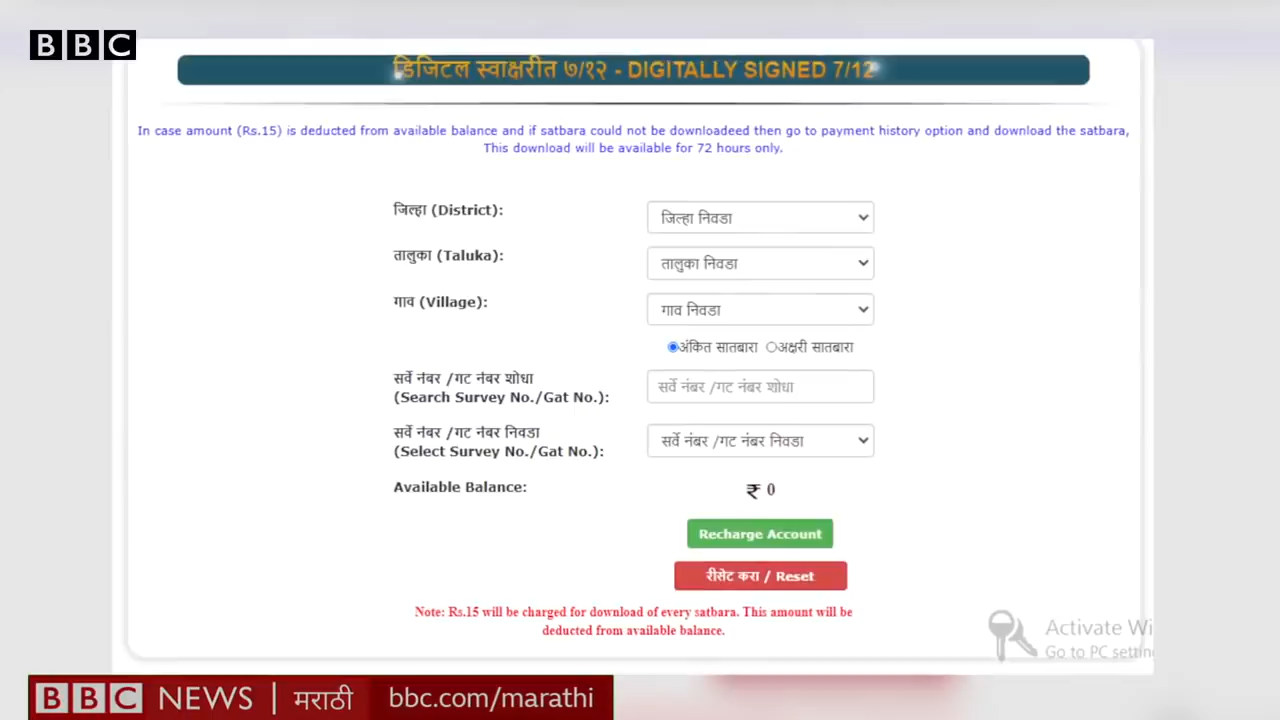 BBC
डिजिटल स्वाक्षरीत ७/१२ - DIGITALLY SIGNED 7/12
In case amount (Rs.15) is deducted from available balance and if satbara could not be downloadeed then go to payment history option and download the satbara,
This download will be available for 72 hours only.
जिल्हा (District):
जिल्हा निवडा
तालुका (Taluka):
तालुका निवडा
गाव (Village):
गाव निवडा
अंकित सातबारा अक्षरी सातबारा
सर्वे नंबर /गट नंबर शोधा
(Search Survey No./Gat No.):
सर्वे नंबर /गट नंबर शोधा
सर्वे नंबर /गट नंबर निवडा
(Select Survey No./Gat No.):
सर्वे नंबर /गट नंबर निवडा
Available Balance:
₹ 0
Recharge Account
रीसेट करा / Reset
Note: Rs.15 will be charged for download of every satbara. This amount will be
deducted from available balance.
Activate Wi
Go to PC setting
BBC NEWS | मराठी bbc.com/marathi